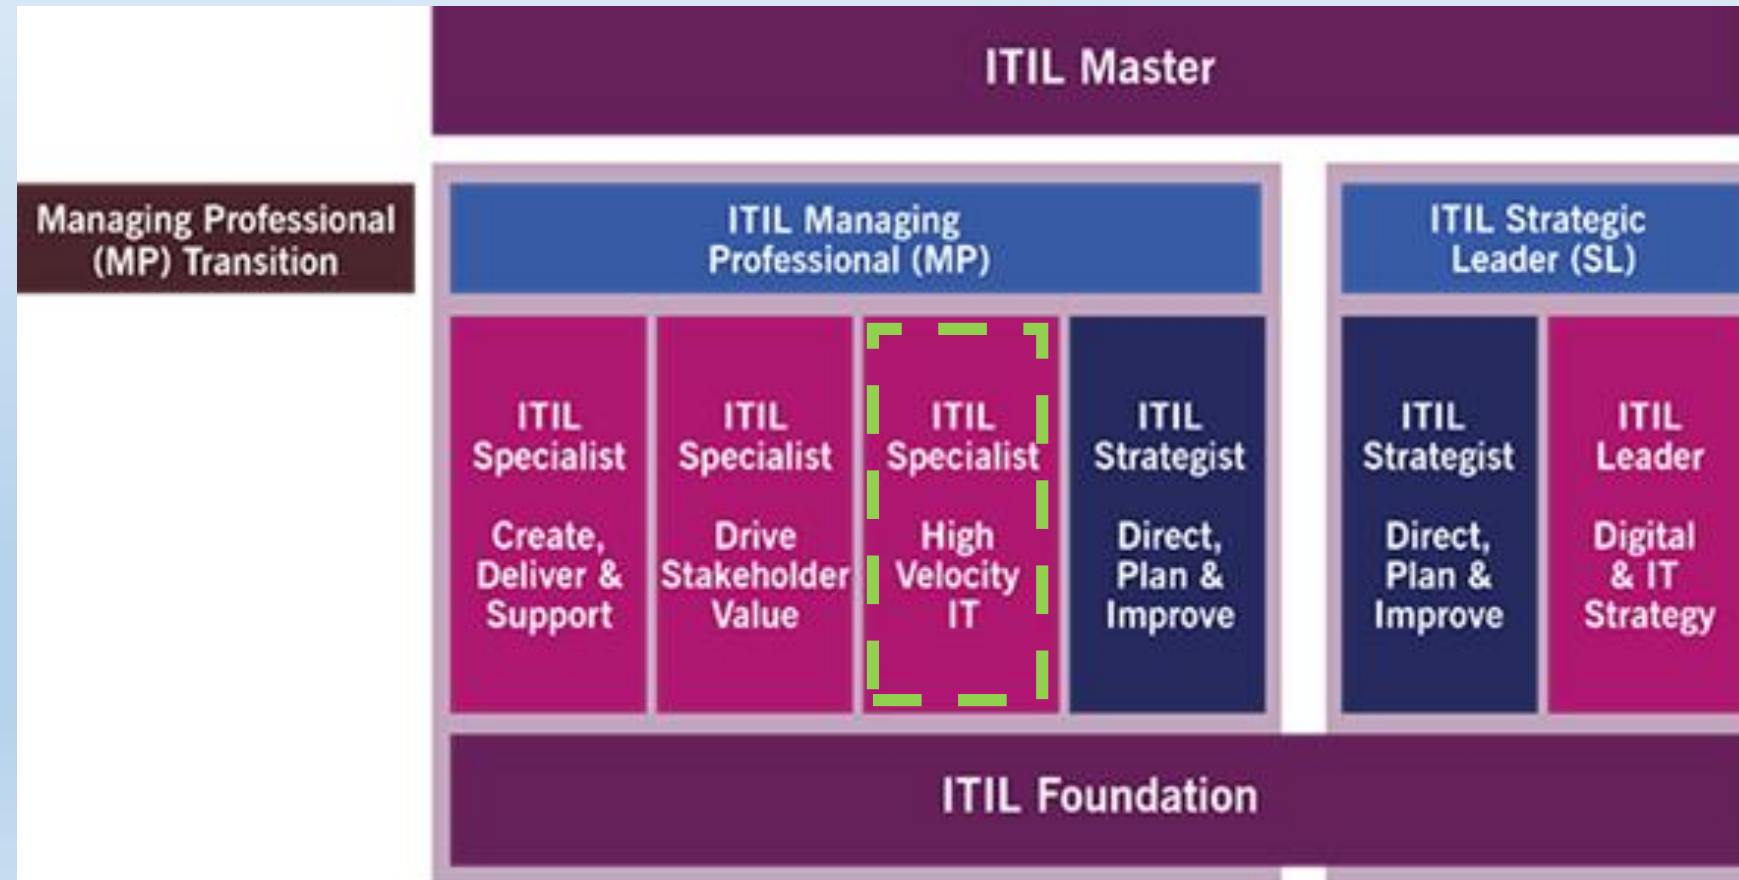 ITIL Master
Managing Professional
(MP) Transition
ITIL Managing
Professional (MP)
ITIL Strategic
Leader (SL)
ITIL
Specialist
Create,
Deliver &
Support
ITIL
Specialist
Drive
Stakeholder
Value
ITIL
Specialist
High
Velocity
IT
ITIL
Strategist
Direct,
Plan &
Improve
ITIL
Strategist
Direct,
Plan &
Improve
ITIL
Leader
Digital
& IT
Strategy
ITIL Foundation